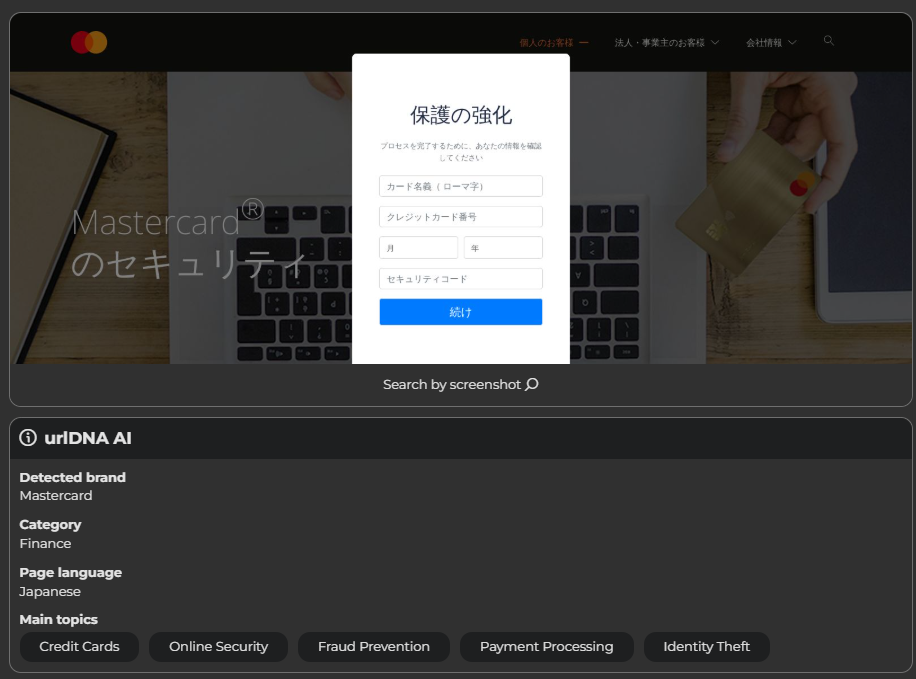 個人のお客様
法人・事業主のお客様
会社情報
保護の強化
プロセスを完了するために、あなたの情報を確認
してください
カード名義（ ローマ字）
クレジットカード番号
月
年
セキュリティコード
続け
Mastercard®
のセキュリティ
Search by screenshot
urlDNA AI
Detected brand
Mastercard
Category
Finance
Page language
Japanese
Main topics
Credit Cards
Online Security
Fraud Prevention
Payment Processing
Identity Theft